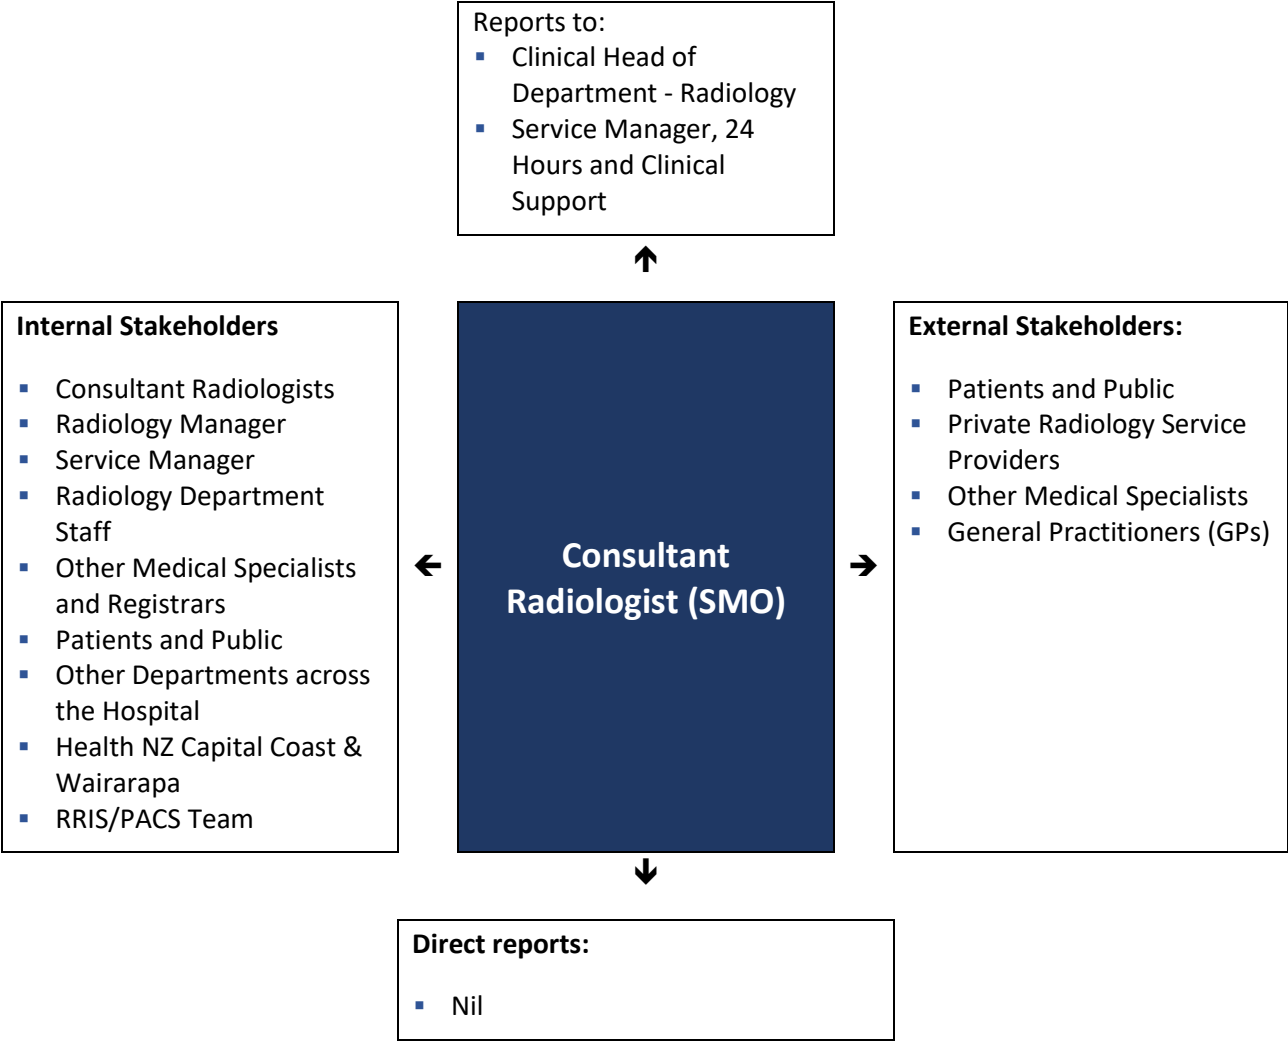 Reports to:
▪ Clinical Head of
Department - Radiology
▪ Service Manager, 24
Hours and Clinical
Support
🡩
Internal Stakeholders
▪ Consultant Radiologists
▪ Radiology Manager
▪ Service Manager
▪ Radiology Department
Staff
▪ Other Medical Specialists
and Registrars
▪ Patients and Public
▪ Other Departments across
the Hospital
▪ Health NZ Capital Coast &
Wairarapa
▪ RRIS/PACS Team
🡨
Consultant
Radiologist (SMO)
🡪
External Stakeholders:
▪ Patients and Public
▪ Private Radiology Service
Providers
▪ Other Medical Specialists
▪ General Practitioners (GPs)
🡫
Direct reports:
▪ Nil